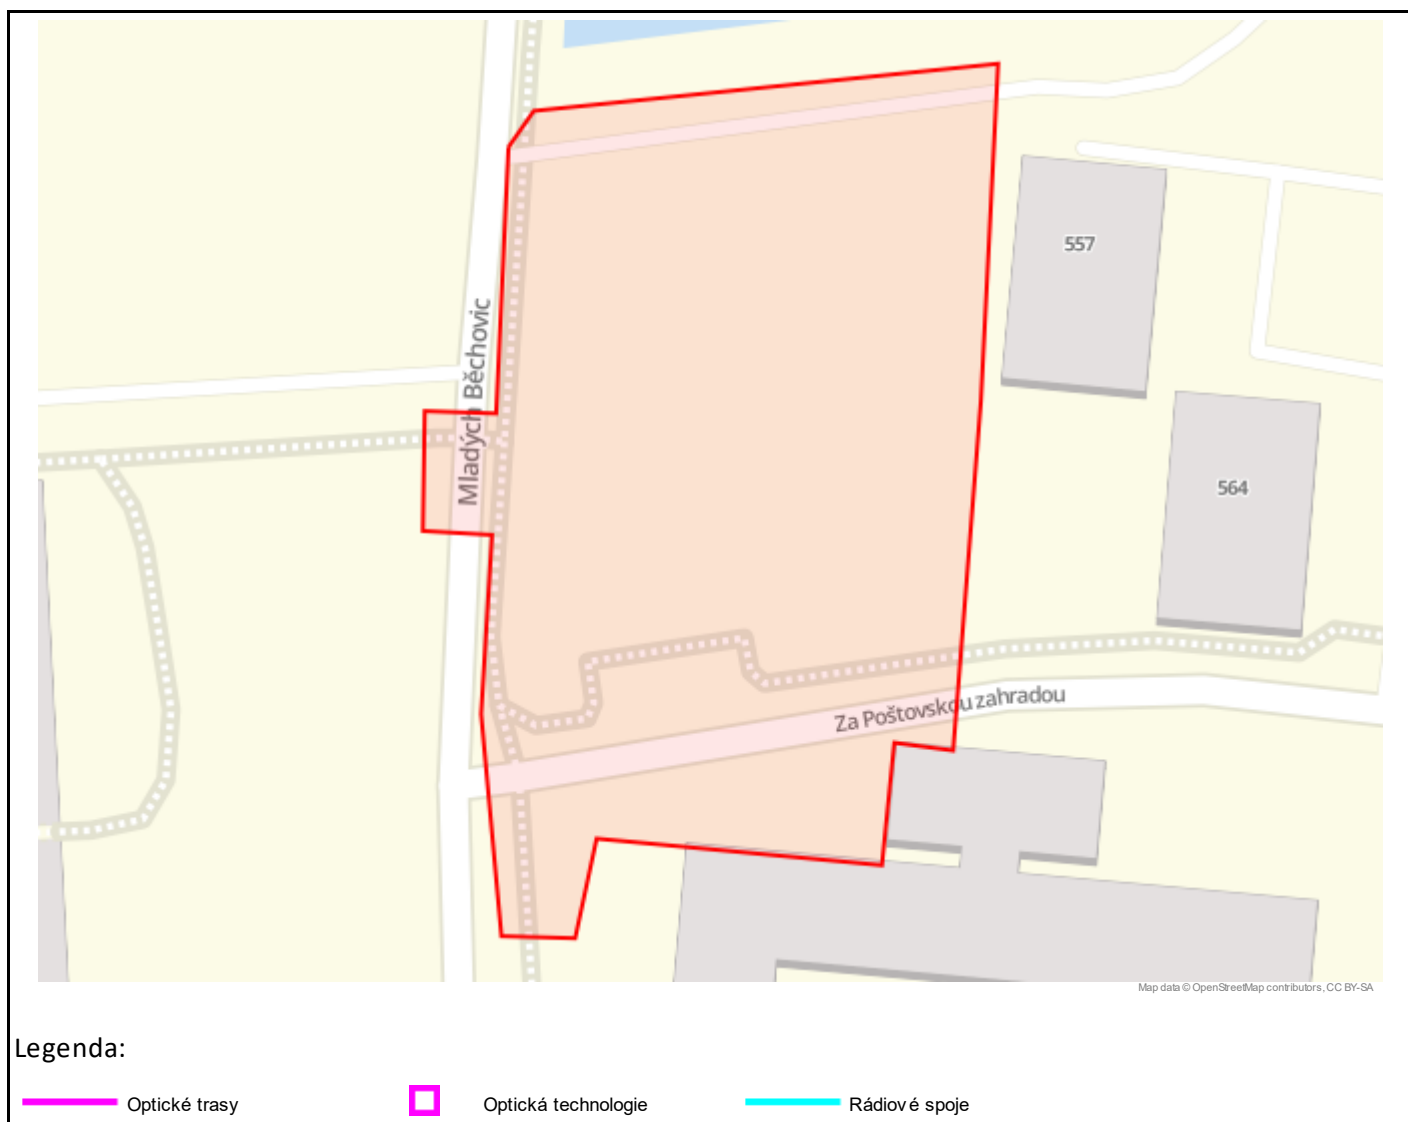 557
Mladých Běchovic
564
Za Poštovskou zahradou
Map data © OpenStreetMap contributors, CC BY-SA
Legenda:
Optické trasy Optická technologie Rádiové spoje